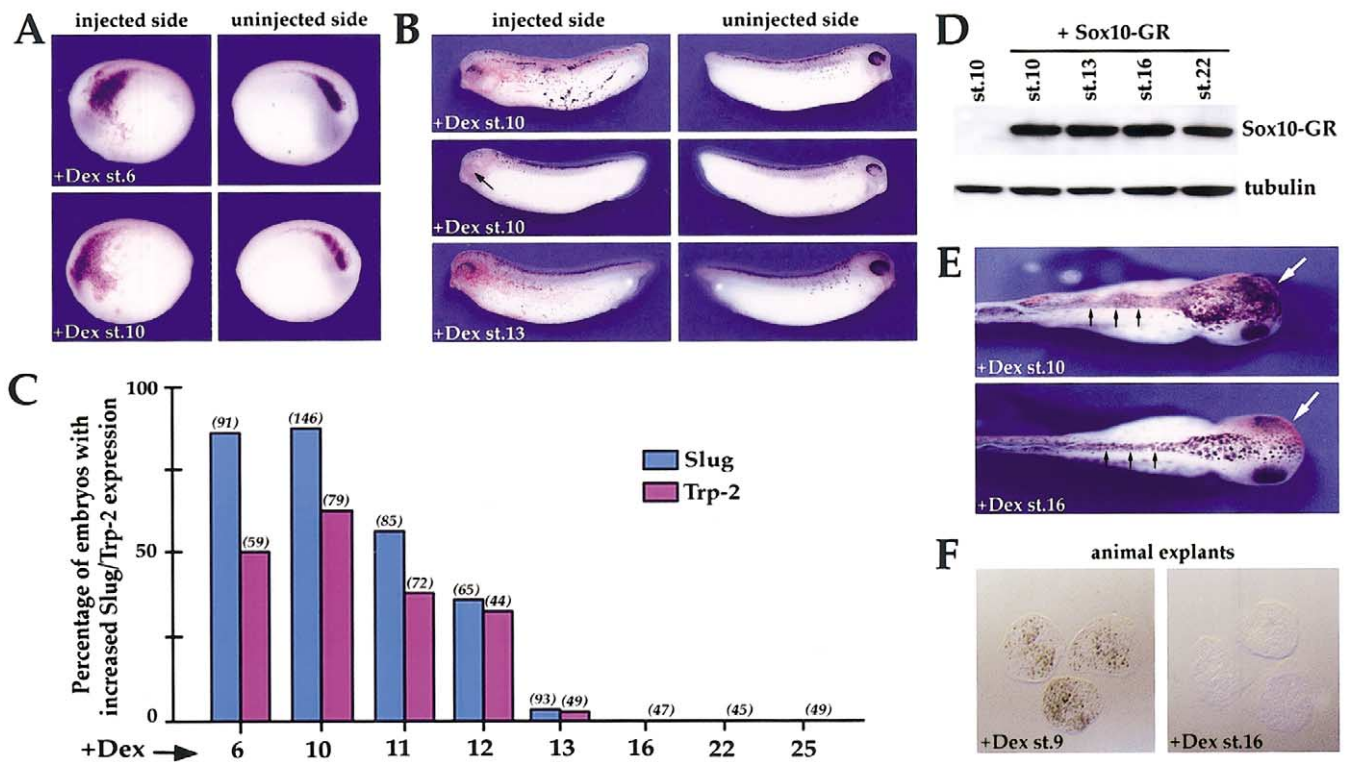 A
injected side
uninjected side
+Dex st.6
+Dex st.10
B
injected side
uninjected side
+Dex st.10
+Dex st.10
+Dex st.13
C
Percentage of embryos with
increased Slug/Trp-2 expression
100
50
0
(91)
(59)
(146)
(79)
(85)
(72)
(65)
(44)
(93)
(49)
(47)
(45)
(49)
Slug
Trp-2
+Dex
6
10
11
12
13
16
22
25
D
+ Sox10-GR
st.10
st.10
st.13
st.16
st.22
Sox10-GR
tubulin
E
+Dex st.10
+Dex st.16
F
animal explants
+Dex st.9
+Dex st.16